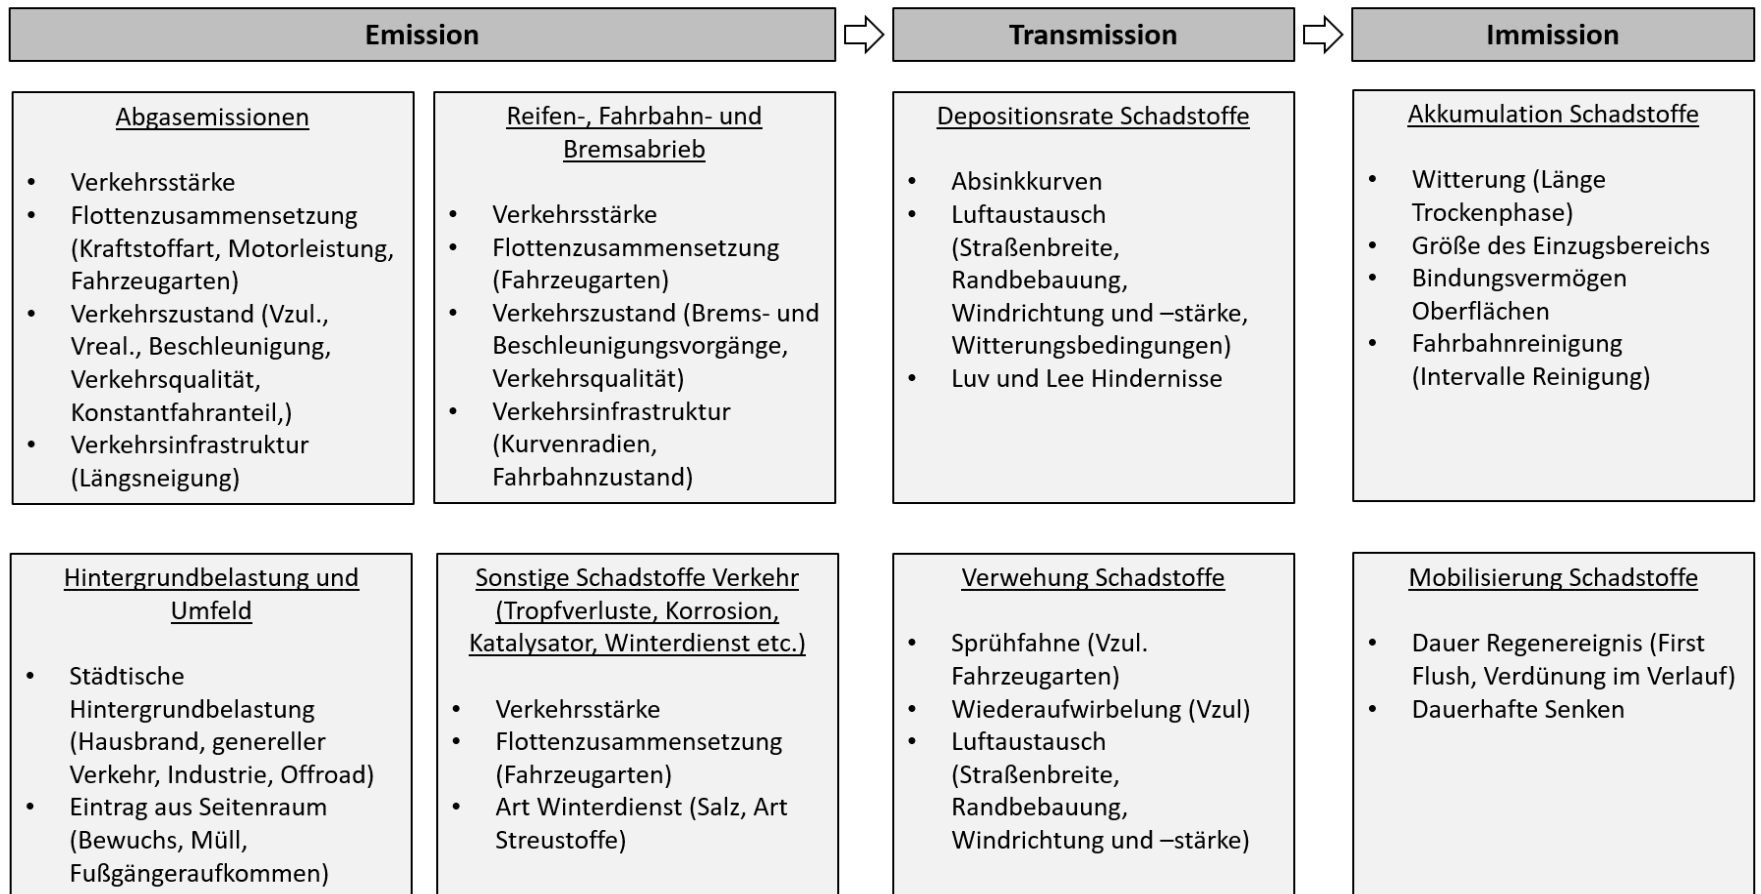 Emission
Transmission
Immission
Abgasemissionen
• Verkehrsstärke
• Flottenzusammensetzung
(Kraftstoffart, Motorleistung,
Fahrzeugarten)
• Verkehrszustand (Vzul.,
Vreal., Beschleunigung,
Verkehrsqualität,
Konstantfahranteil,)
• Verkehrsinfrastruktur
(Längsneigung)
Reifen-, Fahrbahn- und
Bremsabrieb
• Verkehrsstärke
• Flottenzusammensetzung
(Fahrzeugarten)
• Verkehrszustand (Brems- und
Beschleunigungsvorgänge,
Verkehrsqualität)
• Verkehrsinfrastruktur
(Kurvenradien,
Fahrbahnzustand)
Depositionsrate Schadstoffe
• Absinkkurven
• Luftaustausch
(Straßenbreite,
Randbebauung,
Windrichtung und –stärke,
Witterungsbedingungen)
• Luv und Lee Hindernisse
Akkumulation Schadstoffe
• Witterung (Länge
Trockenphase)
• Größe des Einzugsbereichs
• Bindungsvermögen
Oberflächen
• Fahrbahnreinigung
(Intervalle Reinigung)
Hintergrundbelastung und
Umfeld
• Städtische
Hintergrundbelastung
(Hausbrand, genereller
Verkehr, Industrie, Offroad)
• Eintrag aus Seitenraum
(Bewuchs, Müll,
Fußgängeraufkommen)
Sonstige Schadstoffe Verkehr
(Tropfverluste, Korrosion,
Katalysator, Winterdienst etc.)
• Verkehrsstärke
• Flottenzusammensetzung
(Fahrzeugarten)
• Art Winterdienst (Salz, Art
Streustoffe)
Verwehung Schadstoffe
• Sprühfahne (Vzul.
Fahrzeugarten)
• Wiederaufwirbelung (Vzul)
• Luftaustausch
(Straßenbreite,
Randbebauung,
Windrichtung und –stärke)
Mobilisierung Schadstoffe
• Dauer Regenereignis (First
Flush, Verdünung im Verlauf)
• Dauerhafte Senken